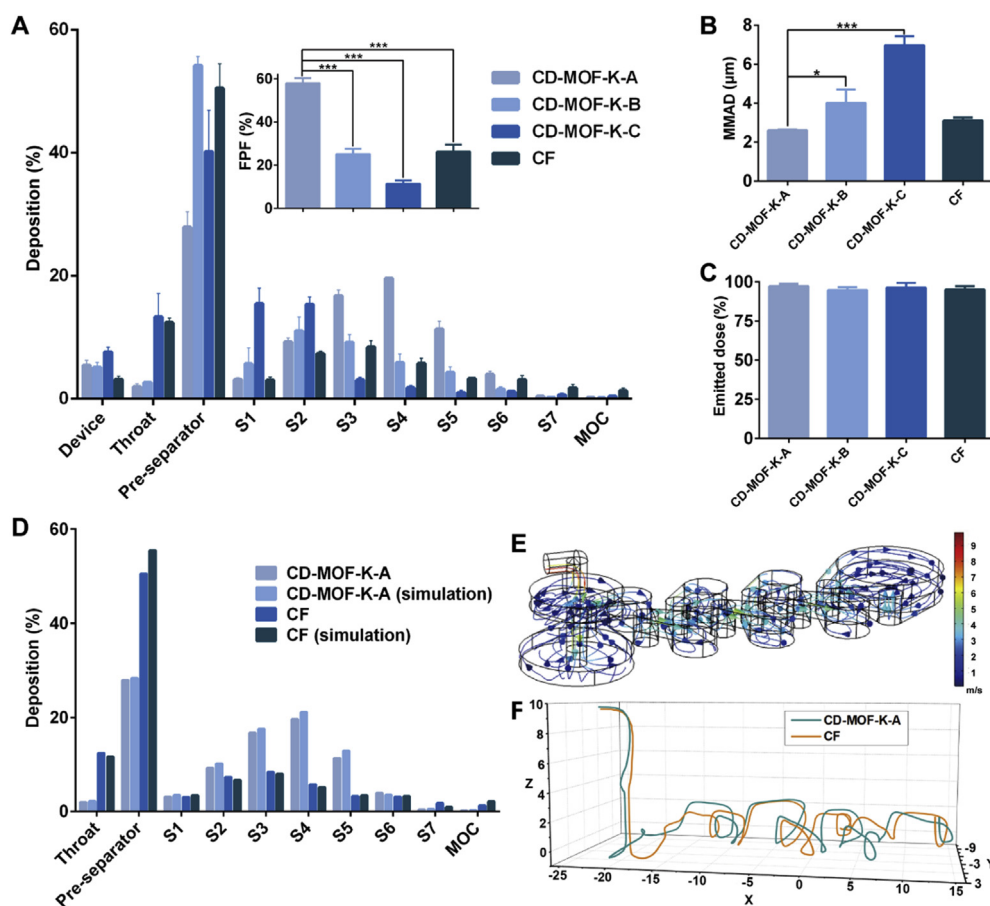 A
Deposition (%)
60
40
20
0
Device
Throat
Pre-separator
S1
S2
S3
S4
S5
S6
S7
MOC
FPF (%)
60
40
20
0
***
***
***
CD-MOF-K-A
CD-MOF-K-B
CD-MOF-K-C
CF
B
MMAD (μm)
8
6
4
2
0
***
*
CD-MOF-K-A
CD-MOF-K-B
CD-MOF-K-C
CF
C
Emitted dose (%)
100
75
50
25
0
CD-MOF-K-A
CD-MOF-K-B
CD-MOF-K-C
CF
D
Deposition (%)
60
40
20
0
CD-MOF-K-A
CD-MOF-K-A (simulation)
CF
CF (simulation)
Throat
Pre-separator
S1
S2
S3
S4
S5
S6
S7
MOC
E
9
8
7
6
5
4
3
2
1
m/s
F
CD-MOF-K-A
CF
Z
10
8
6
4
2
0
-25
-20
-15
-10
-5
0
5
10
15
X
-9
-3
3
Y